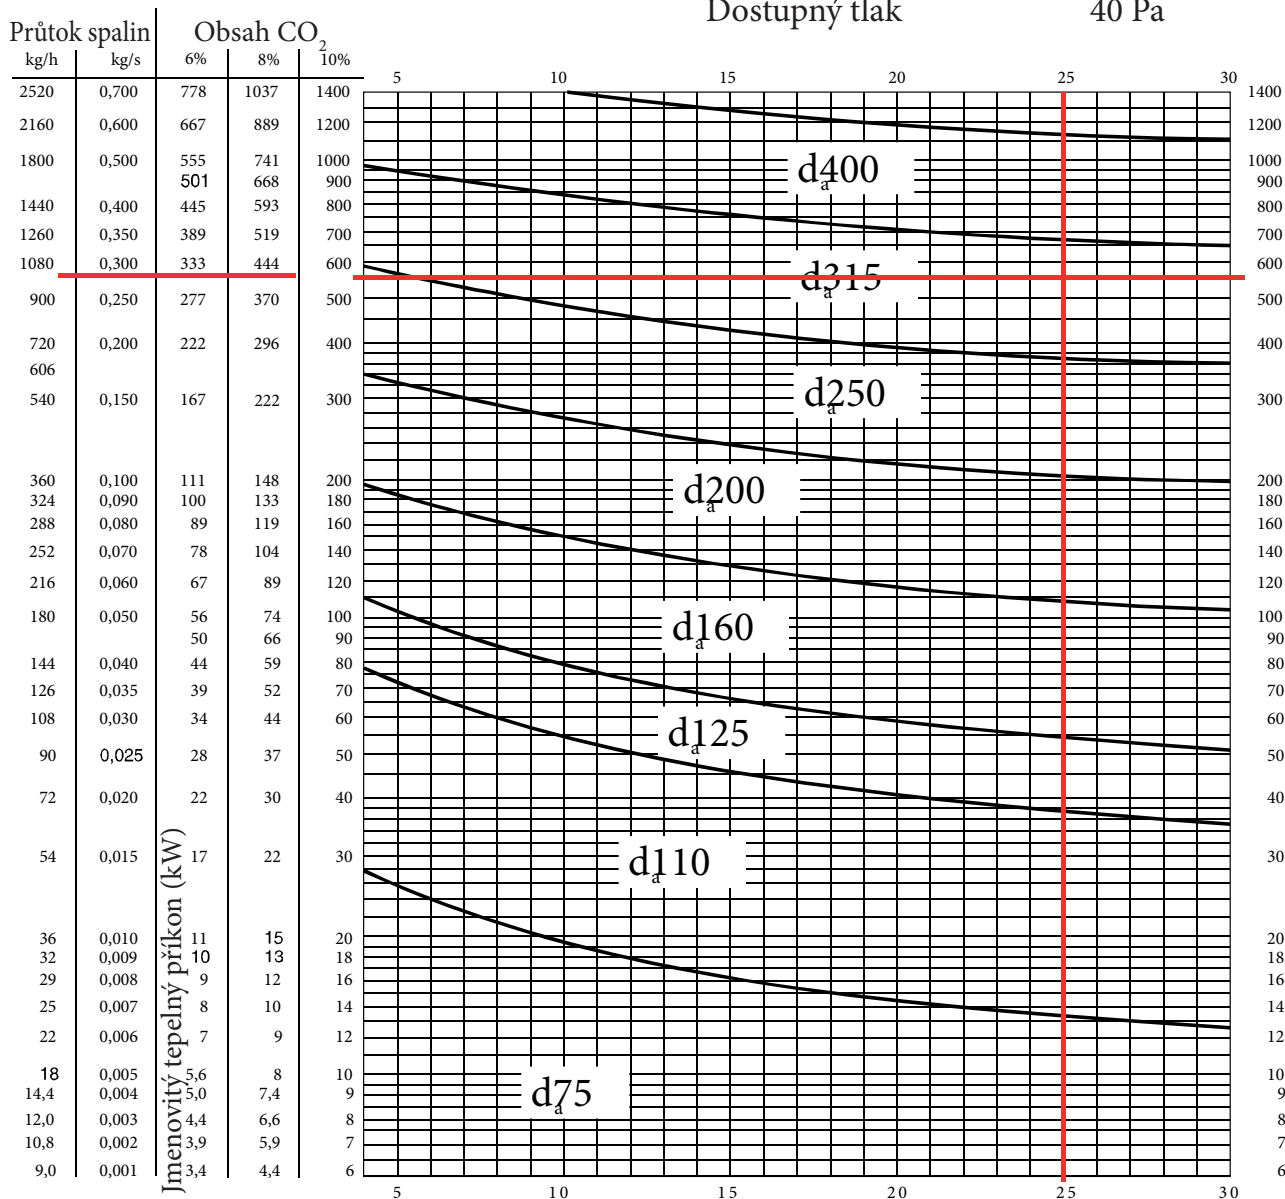 Dostupný tlak 40 Pa
Průtok spalin Obsah CO2
kg/h kg/s 6% 8% 10%
5 10 15 20 25 30
2520 0,700 778 1037 1400 1400
2160 0,600 667 889 1200 1200
1800 0,500 555 741 1000 1000
501 668 900 900
da400
1440 0,400 445 593 800 800
1260 0,350 389 519 700 700
1080 0,300 333 444 600 600
da315
900 0,250 277 370 500 500
720 0,200 222 296 400 400
606
da250
540 0,150 167 222 300 300
360 0,100 111 148 200 200
da200
324 0,090 100 133 180 180
288 0,080 89 119 160 160
252 0,070 78 104 140 140
216 0,060 67 89 120 120
180 0,050 56 74 100 100
da160
50 66 90 90
144 0,040 44 59 80 80
126 0,035 39 52 70 70
108 0,030 34 44 60 60
da125
90 0,025 28 37 50 50
72 0,020 22 30 40 40
54 0,015 17 22 30 30
da110
36 0,010 11 15 20 20
32 0,009 10 13 18 18
29 0,008 9 12 16 16
25 0,007 8 10 14 14
22 0,006 7 9 12 12
18 0,005 5,6 8 10 10
da75
14,4 0,004 5,0 7,4 9 9
12,0 0,003 4,4 6,6 8 8
10,8 0,002 3,9 5,9 7 7
9,0 0,001 3,4 4,4 6 6
Jmenovitý tepelný příkon (kW)
5 10 15 20 25 30